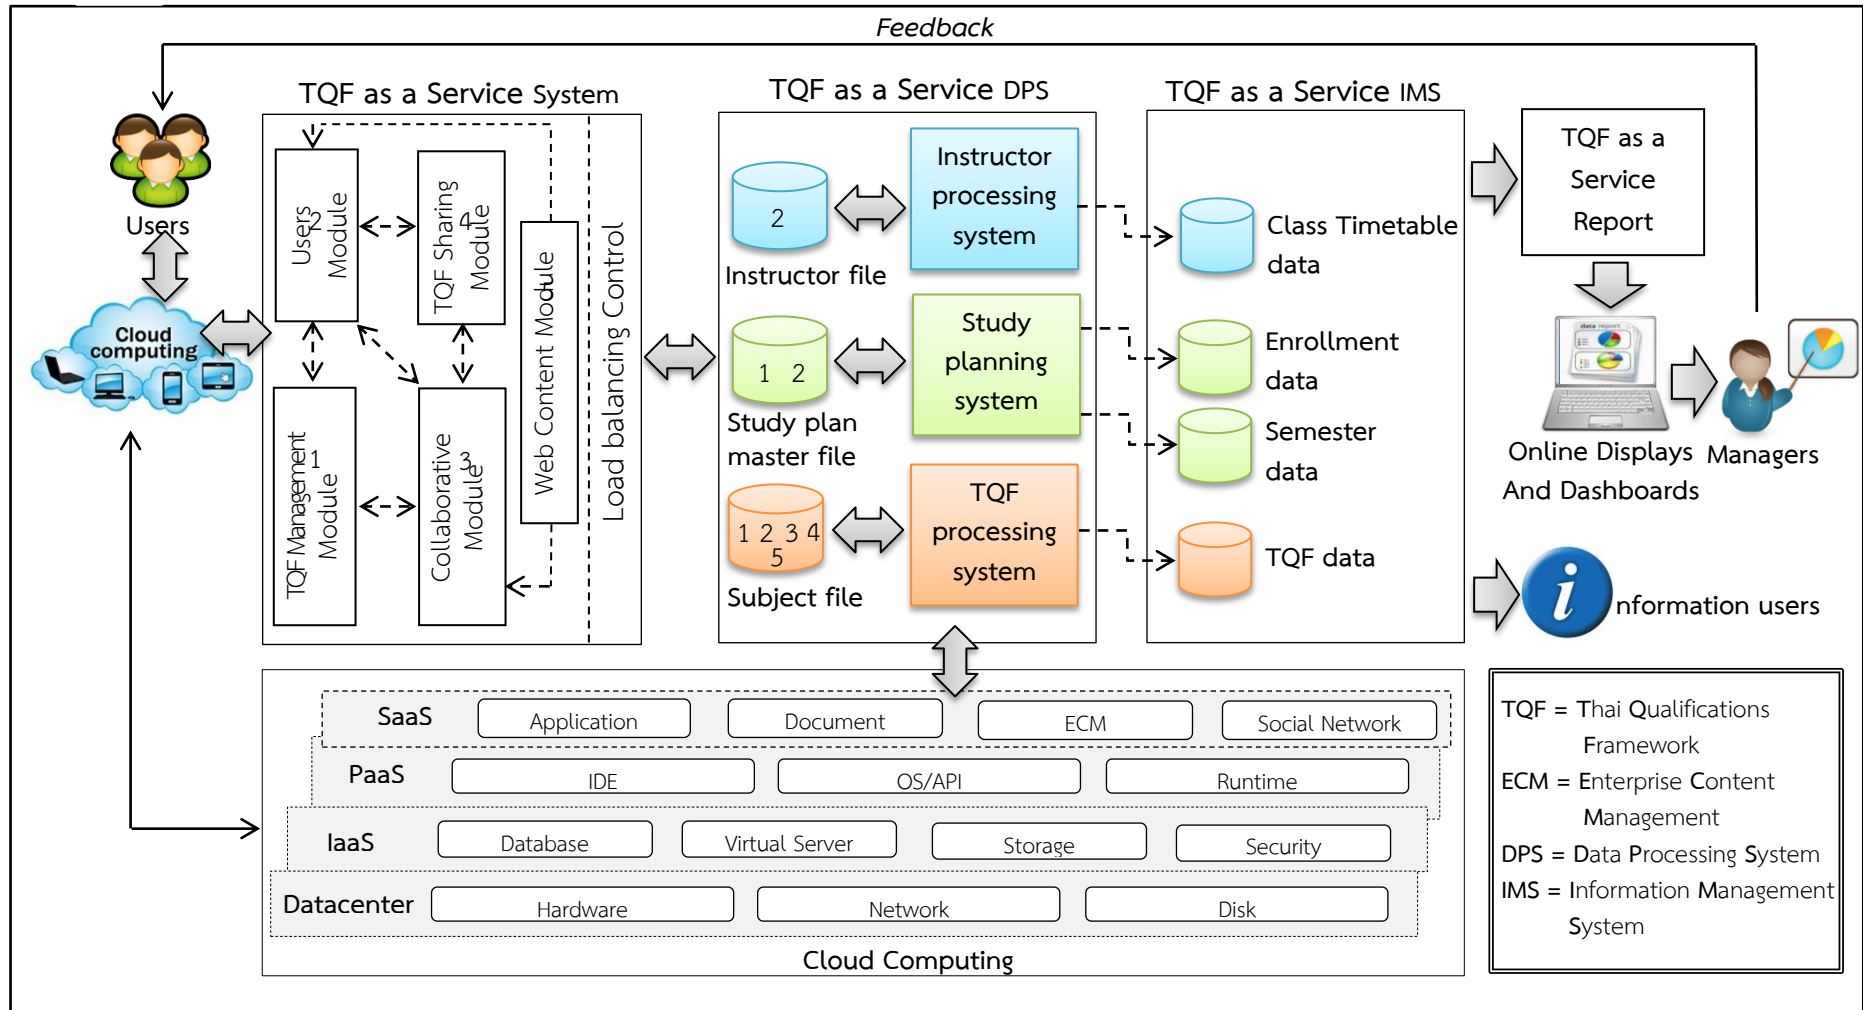 Feedback
TQF as a Service System
TQF as a Service DPS
TQF as a Service IMS
Users
Cloud
computing
Users
2
Module
TQF Sharing
4
Module
TQF Management
1
Module
Collaborative
3
Module
Web Content Module
Load balancing Control
2
Instructor file
1 2
Study plan
master file
1 2 3 4
5
Subject file
Instructor
processing
system
Study
planning
system
TQF
processing
system
Class Timetable
data
Enrollment
data
Semester
data
TQF data
TQF as a
Service
Report
data report
Online Displays
And Dashboards
Managers
i
nformation users
SaaS
Application
Document
ECM
Social Network
PaaS
IDE
OS/API
Runtime
IaaS
Database
Virtual Server
Storage
Security
Datacenter
Hardware
Network
Disk
Cloud Computing
TQF = Thai Qualifications
Framework
ECM = Enterprise Content
Management
DPS = Data Processing System
IMS = Information Management
System